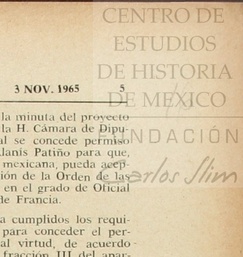 CENTRO DE
ESTUDIOS
DE HISTORIA
DE MEXICO
FUNDACIÓN
Carlos Slim
3 NOV. 1965 5
la minuta del proyecto
la H. Cámara de Dipu-
al se concede permiso
lanís Patiño para que,
mexicana, pueda acep-
ión de la Orden de las
en el grado de Oficial
de Francia.
a cumplidos los requi-
para conceder el per-
al virtud, de acuerdo
fracción III del apar-